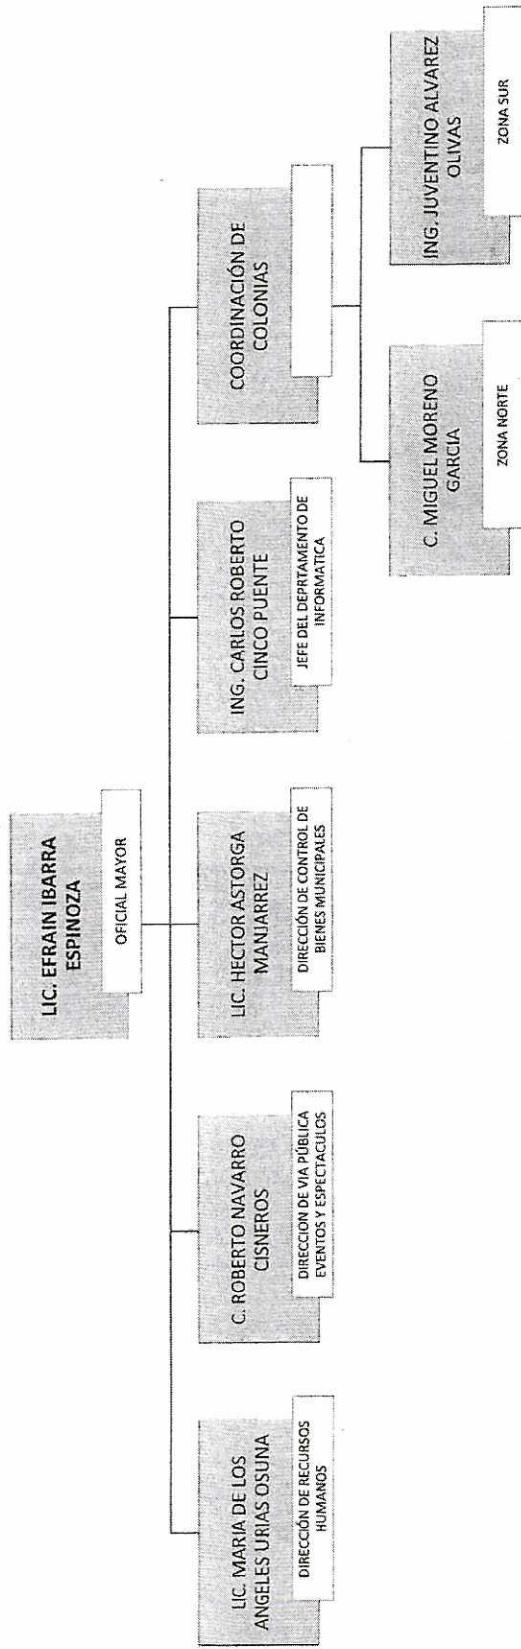 LIC. EFRAIN IBARRA
ESPINOZA
OFICIAL MAYOR
LIC. MARIA DE LOS
ANGELES URIAS OSUNA
DIRECCIÓN DE RECURSOS
HUMANOS
C. ROBERTO NAVARRO
CISNEROS
DIRECCION DE VIA PÚBLICA
EVENTOS Y ESPECTACULOS
LIC. HECTOR ASTORGA
MANJARREZ
DIRECCIÓN DE CONTROL DE
BIENES MUNICIPALES
ING. CARLOS ROBERTO
CINCO PUENTE
JEFE DEL DEPRTAMENTO DE
INFORMATICA
COORDINACIÓN DE
COLONIAS
C. MIGUEL MORENO
GARCIA
ZONA NORTE
ING. JUVENTINO ALVAREZ
OLIVAS
ZONA SUR